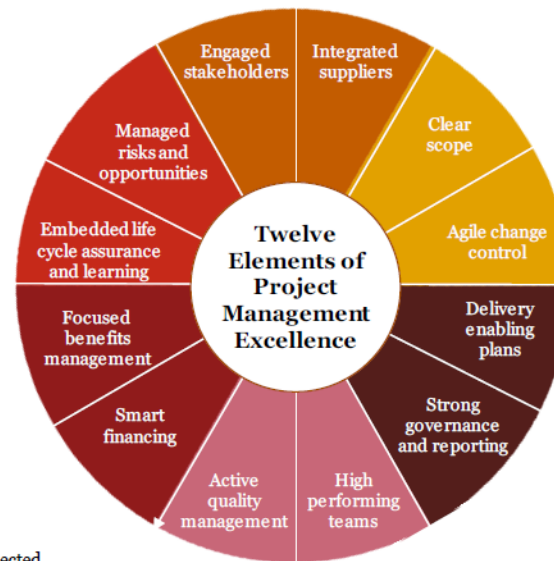 Engaged
stakeholders
Integrated
suppliers
Clear
scope
Agile change
control
Delivery
enabling
plans
Strong
governance
and reporting
High
performing
teams
Active
quality
management
Smart
financing
Focused
benefits
management
Embedded life
cycle assurance
and learning
Managed
risks and
opportunities
Twelve
Elements of
Project
Management
Excellence